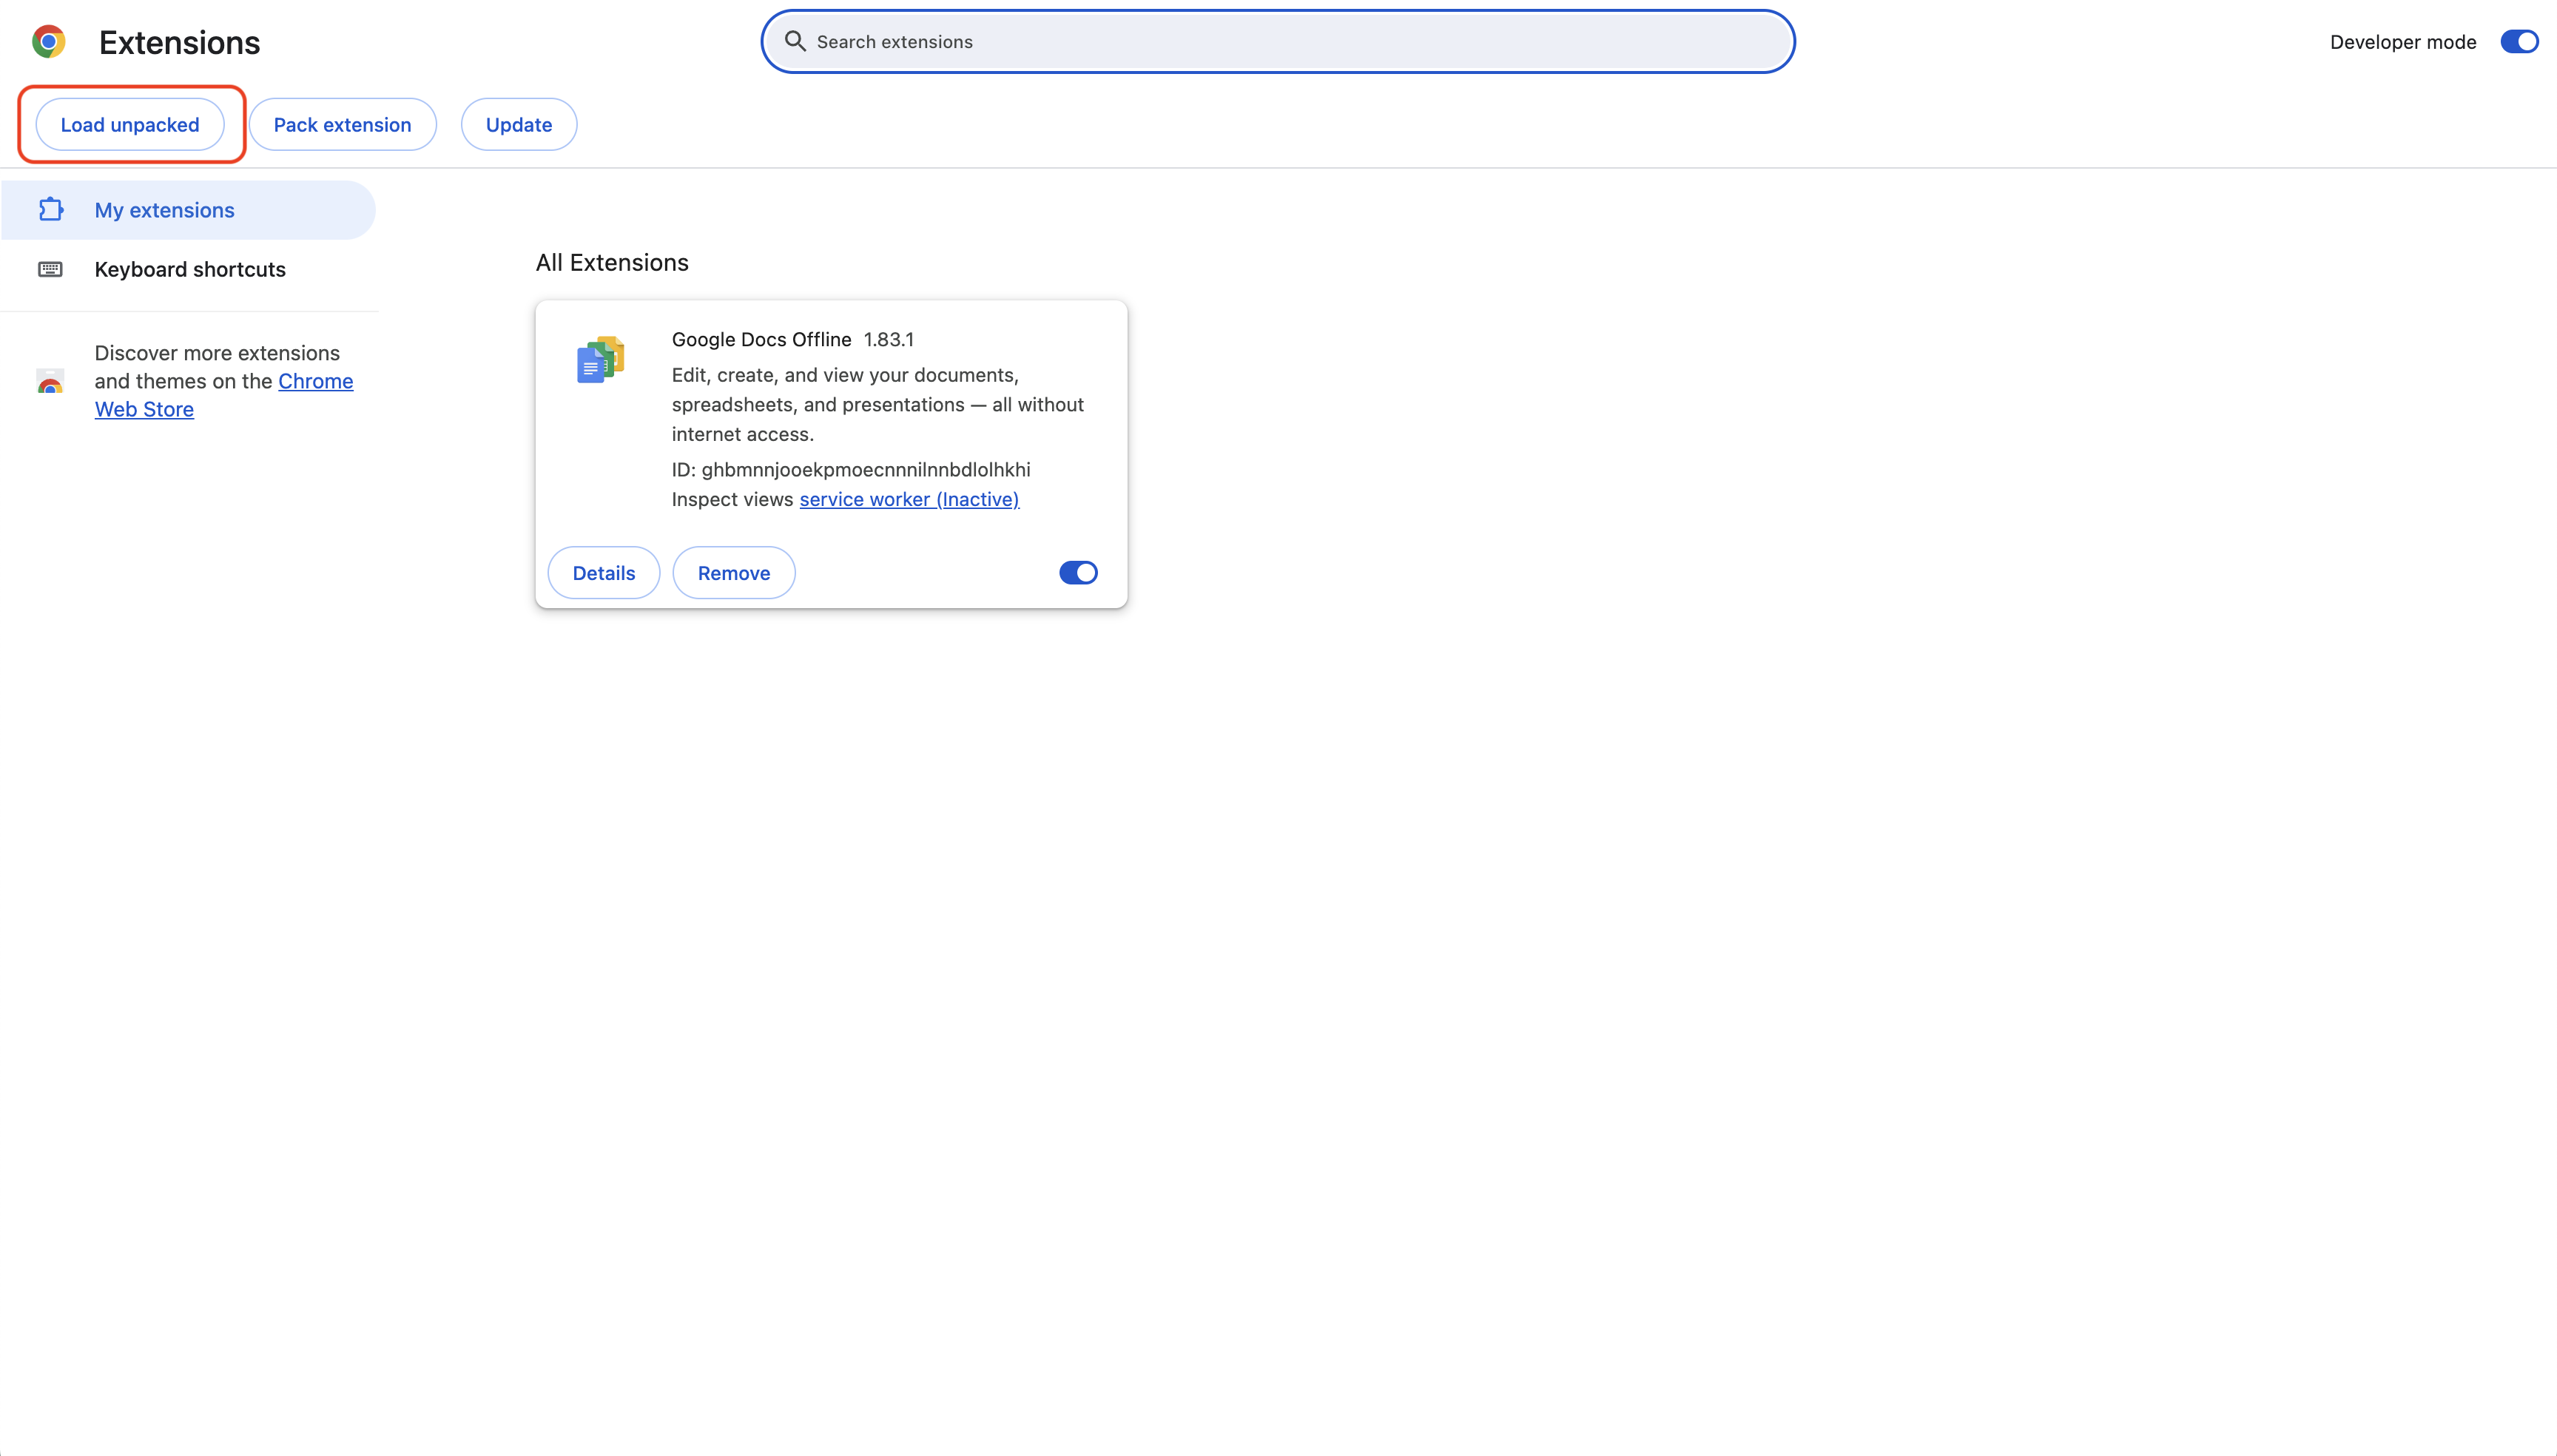 Extensions
Search extensions
Developer mode
Load unpacked
Pack extension
Update
My extensions
Keyboard shortcuts
Discover more extensions
and themes on the Chrome
Web Store
All Extensions
Google Docs Offline 1.83.1
Edit, create, and view your documents,
spreadsheets, and presentations — all without
internet access.
ID: ghbmnnjooekpmoecnnnilnnbdlolhkhi
Inspect views service worker (Inactive)
Details
Remove